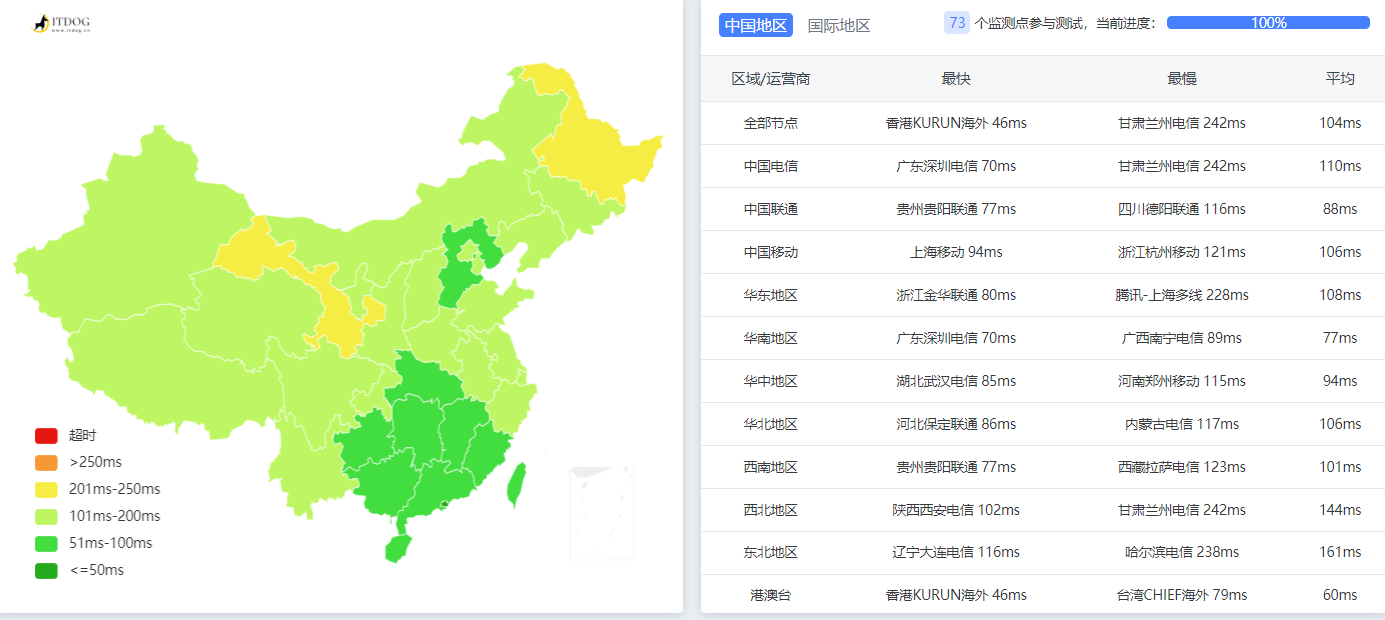 ITDOG
www.itdog.cn
超时
>250ms
201ms-250ms
101ms-200ms
51ms-100ms
<=50ms
中国地区 国际地区 73 个监测点参与测试，当前进度： 100%
区域/运营商 最快 最慢 平均
全部节点 香港KURUN海外 46ms 甘肃兰州电信 242ms 104ms
中国电信 广东深圳电信 70ms 甘肃兰州电信 242ms 110ms
中国联通 贵州贵阳联通 77ms 四川德阳联通 116ms 88ms
中国移动 上海移动 94ms 浙江杭州移动 121ms 106ms
华东地区 浙江金华联通 80ms 腾讯-上海多线 228ms 108ms
华南地区 广东深圳电信 70ms 广西南宁电信 89ms 77ms
华中地区 湖北武汉电信 85ms 河南郑州移动 115ms 94ms
华北地区 河北保定联通 86ms 内蒙古电信 117ms 106ms
西南地区 贵州贵阳联通 77ms 西藏拉萨电信 123ms 101ms
西北地区 陕西西安电信 102ms 甘肃兰州电信 242ms 144ms
东北地区 辽宁大连电信 116ms 哈尔滨电信 238ms 161ms
港澳台 香港KURUN海外 46ms 台湾CHIEF海外 79ms 60ms